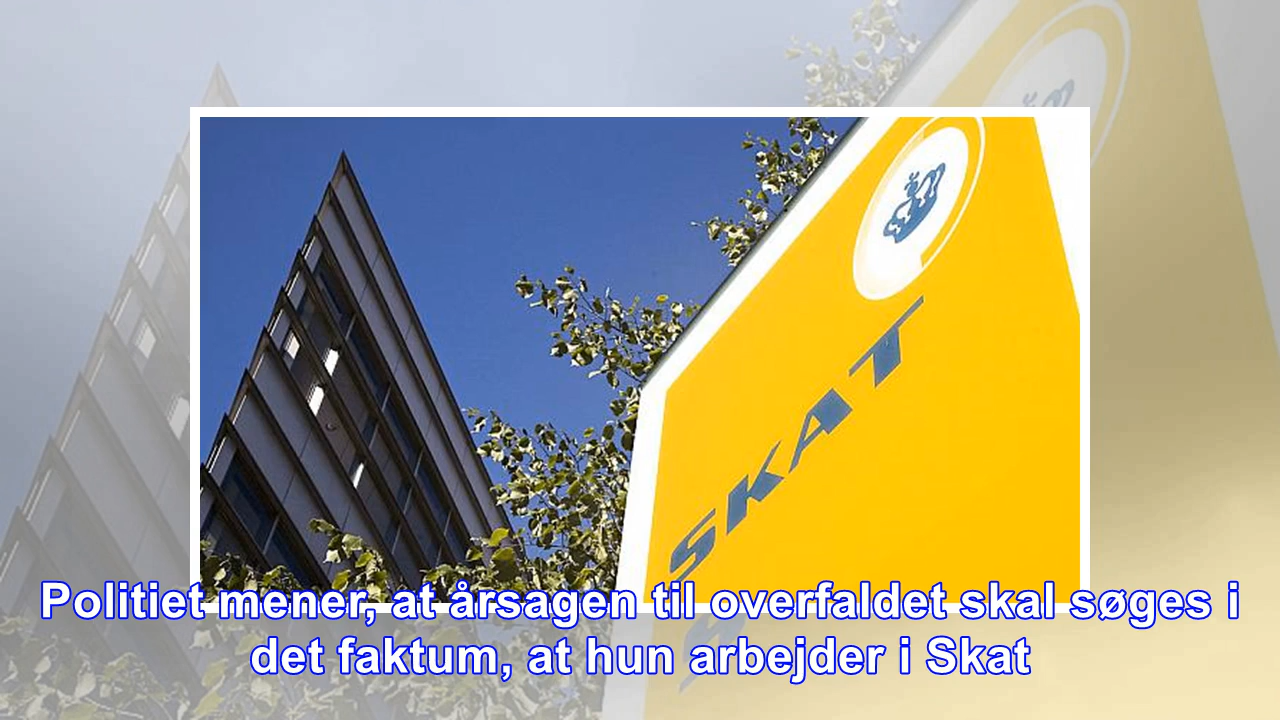 SKAT
Politiet mener, at årsagen til overfaldet skal søges i
det faktum, at hun arbejder i Skat